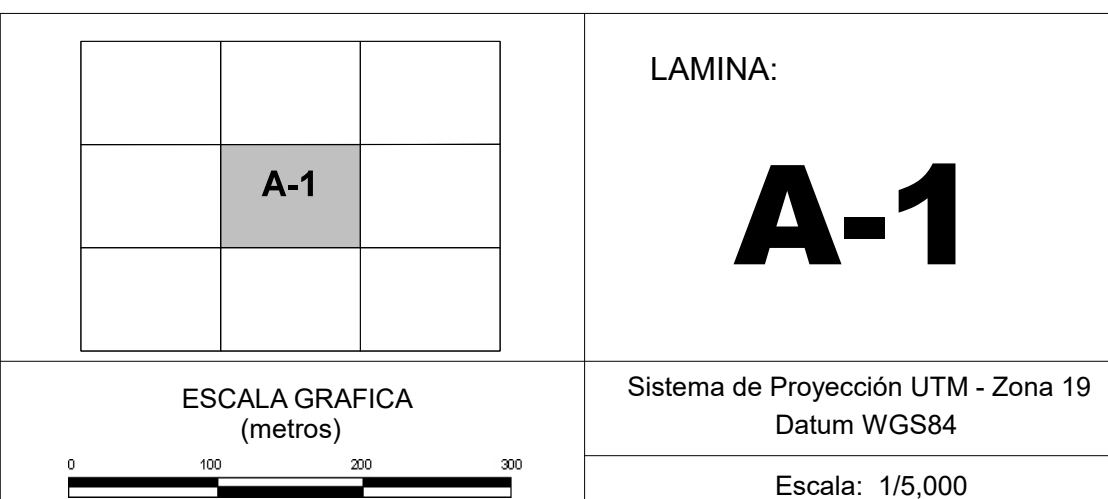 A-1
LAMINA:
A-1
ESCALA GRAFICA
(metros)
0 100 200 300
Sistema de Proyección UTM - Zona 19
Datum WGS84
Escala: 1/5,000